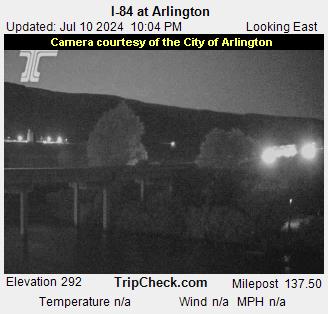 I-84 at Arlington
Updated: Jul 10 2024 10:04 PM Looking East
Camera courtesy of the City of Arlington
Elevation 292 TripCheck.com Milepost 137.50
Temperature n/a Wind n/a MPH n/a